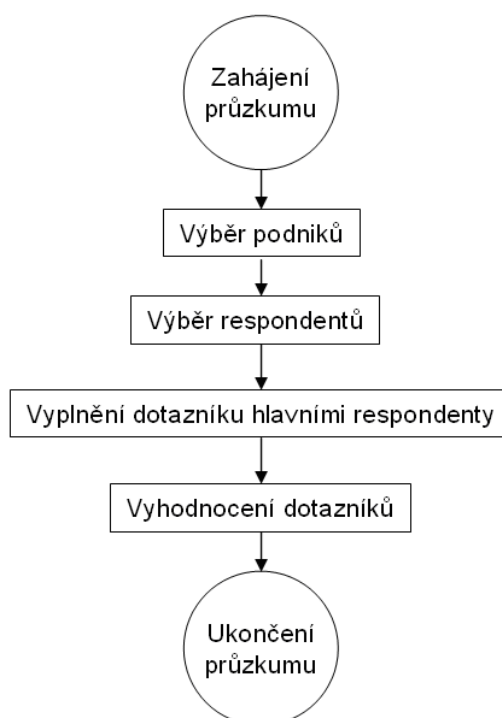 Zahájení
průzkumu
Výběr podniků
Výběr respondentů
Vyplnění dotazníku hlavními respondenty
Vyhodnocení dotazníků
Ukončení
průzkumu